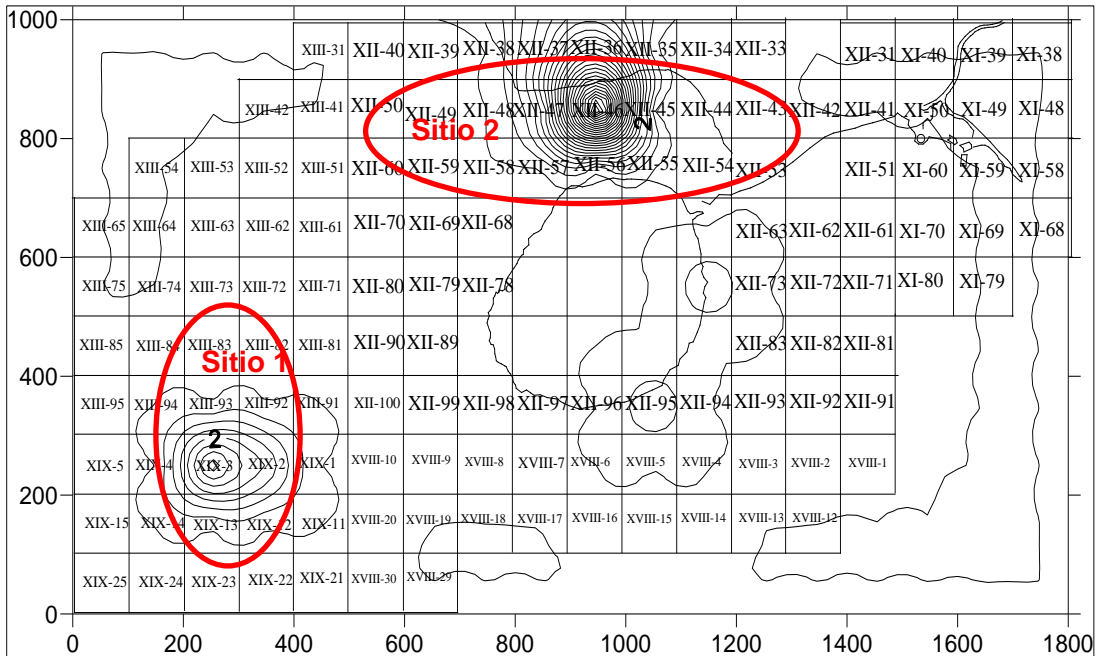 1000
XIII-31 XII-40 XII-39 XII-38 XII-37 XII-36 XII-35 XII-34 XII-33 XII-31 XI-40 XI-39 XI-38
XIII-42 XIII-41 XII-50 XII-49 XII-48 XII-47 XII-46 XII-45 XII-44 XII-43 XII-42 XII-41 XI-50 XI-49 XI-48
2
Sitio 2
800
XIII-54 XIII-53 XIII-52 XIII-51 XII-60 XII-59 XII-58 XII-57 XII-56 XII-55 XII-54 XII-53 XII-51 XI-60 XI-59 XI-58
XIII-65 XIII-64 XIII-63 XIII-62 XIII-61 XII-70 XII-69 XII-68 XII-63 XII-62 XII-61 XI-70 XI-69 XI-68
600
XIII-75 XIII-74 XIII-73 XIII-72 XIII-71 XII-80 XII-79 XII-78 XII-73 XII-72 XII-71 XI-80 XI-79
XIII-85 XIII-84 XIII-83 XIII-82 XIII-81 XII-90 XII-89 XII-83 XII-82 XII-81
Sitio 1
400
XIII-95 XIII-94 XIII-93 XIII-92 XIII-91 XII-100 XII-99 XII-98 XII-97 XII-96 XII-95 XII-94 XII-93 XII-92 XII-91
2
XIX-5 XIX-4 XIX-3 XIX-2 XIX-1 XVIII-10 XVIII-9 XVIII-8 XVIII-7 XVIII-6 XVIII-5 XVIII-4 XVIII-3 XVIII-2 XVIII-1
200
XIX-15 XIX-14 XIX-13 XIX-12 XIX-11 XVIII-20 XVIII-19 XVIII-18 XVIII-17 XVIII-16 XVIII-15 XVIII-14 XVIII-13 XVIII-12
XIX-25 XIX-24 XIX-23 XIX-22 XIX-21 XVIII-30 XVIII-29
0
0 200 400 600 800 1000 1200 1400 1600 1800